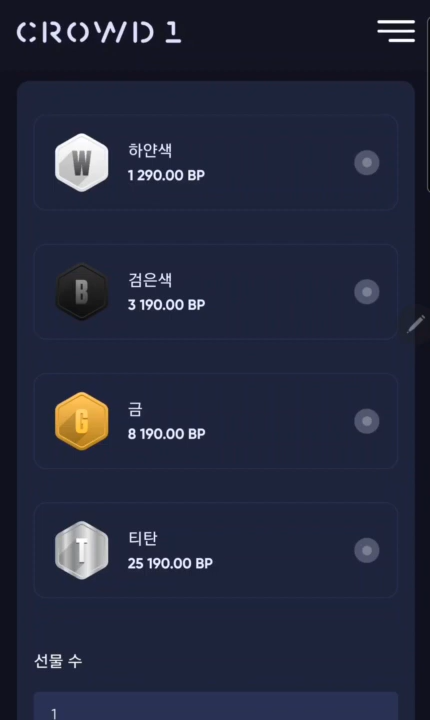 CROWD 1
W
하얀색
1 290.00 BP
B
검은색
3 190.00 BP
G
금
8 190.00 BP
T
티탄
25 190.00 BP
선물 수
1